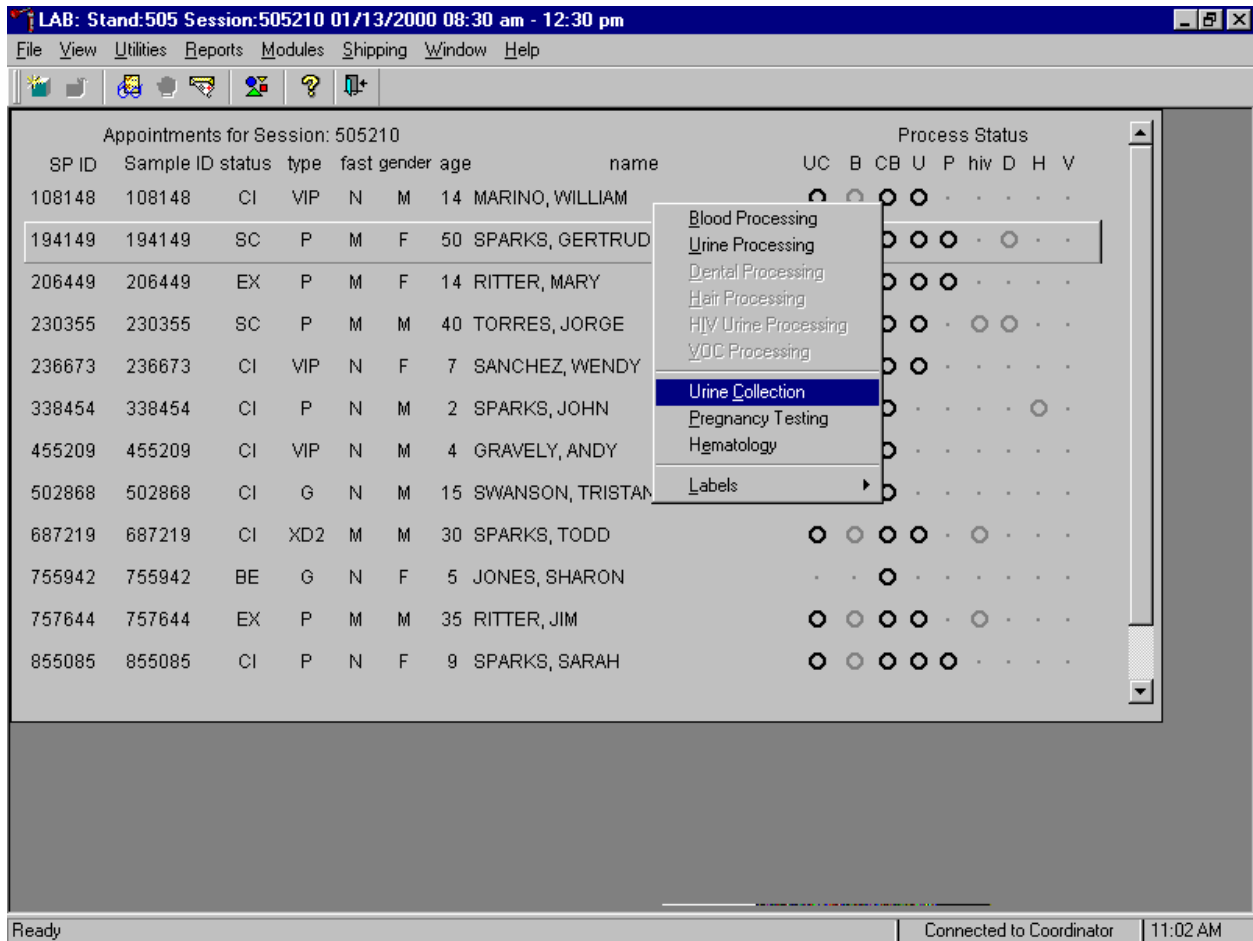 LAB: Stand:505 Session:505210 01/13/2000 08:30 am - 12:30 pm
File View Utilities Reports Modules Shipping Window Help
Appointments for Session: 505210 Process Status
SP ID Sample ID status type fast gender age name UC B CB U P hiv D H V
108148 108148 CI VIP N M 14 MARINO, WILLIAM
194149 194149 SC P M F 50 SPARKS, GERTRUD
206449 206449 EX P M F 14 RITTER, MARY
230355 230355 SC P M M 40 TORRES, JORGE
236673 236673 CI VIP N F 7 SANCHEZ, WENDY
338454 338454 CI P N M 2 SPARKS, JOHN
455209 455209 CI VIP N M 4 GRAVELY, ANDY
502868 502868 CI G N M 15 SWANSON, TRISTAN
687219 687219 CI XD2 M M 30 SPARKS, TODD
755942 755942 BE G N F 5 JONES, SHARON
757644 757644 EX P M M 35 RITTER, JIM
855085 855085 CI P N F 9 SPARKS, SARAH
Blood Processing
Urine Processing
Dental Processing
Hair Processing
HIV Urine Processing
VOC Processing
Urine Collection
Pregnancy Testing
Hematology
Labels
Ready Connected to Coordinator 11:02 AM